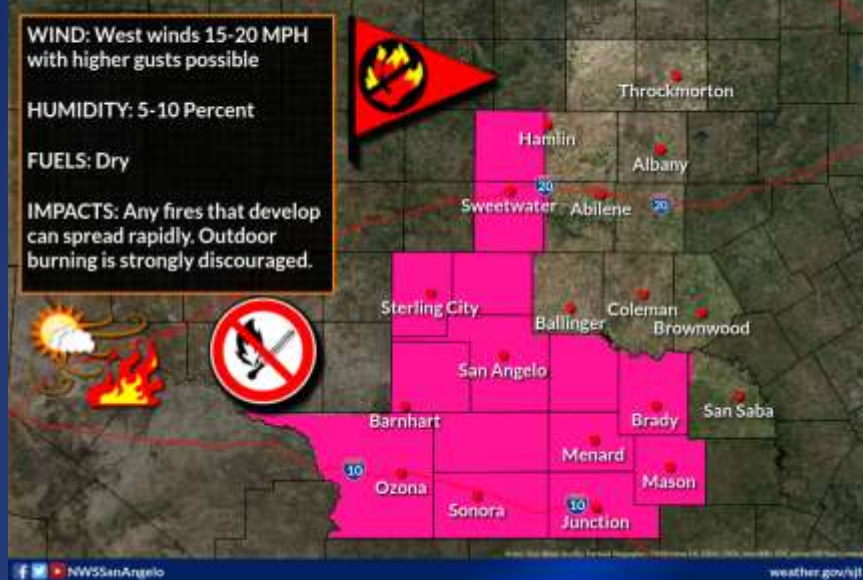 WIND: West winds 15-20 MPH
with higher gusts possible
HUMIDITY: 5-10 Percent
FUELS: Dry
IMPACTS: Any fires that develop
can spread rapidly. Outdoor
burning is strongly discouraged.
Throckmorton
Hamlin
Albany
20
Sweetwater
Abilene
20
Sterling City
Ballinger
Coleman
Brownwood
San Angelo
Barnhart
Brady
San Saba
Menard
10
Ozona
Mason
Sonora
10
Junction
NWSSanAngelo
weather.gov/sjt